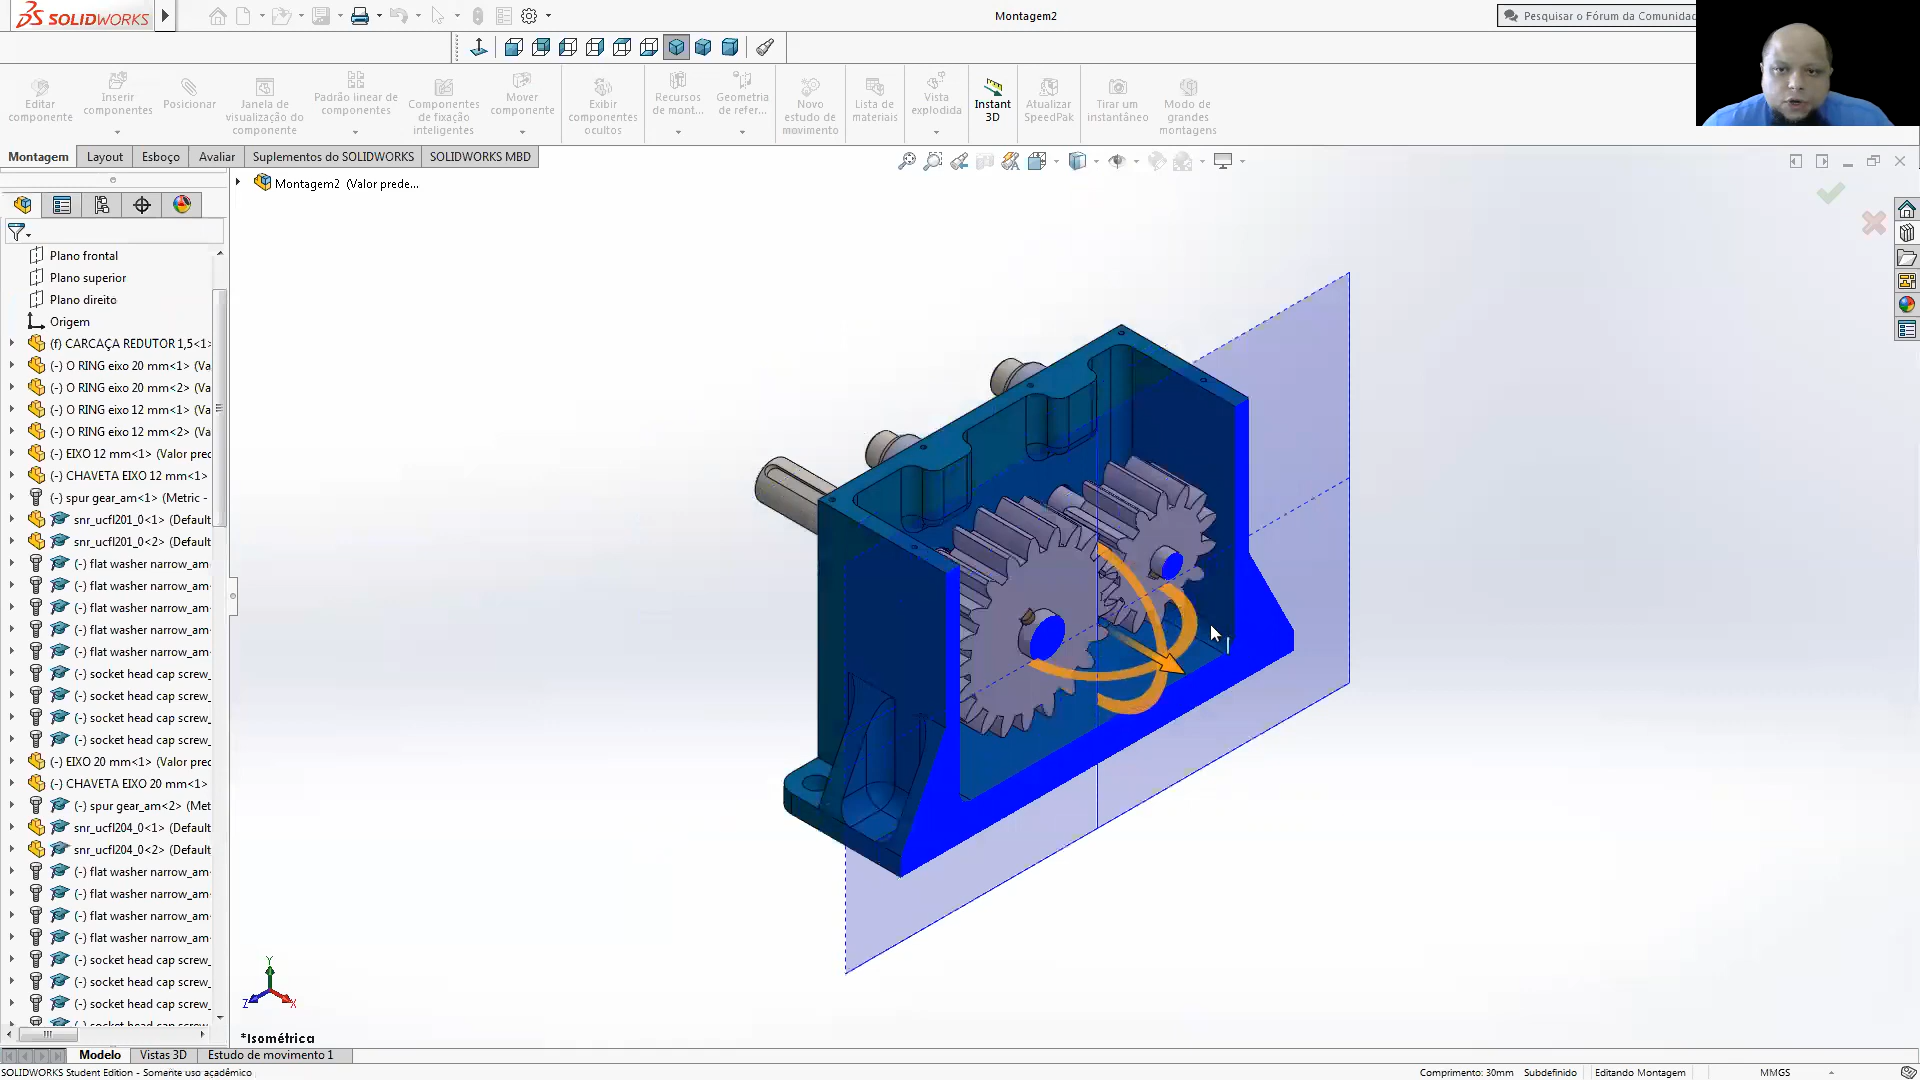 SOLIDWORKS
Montagem2
Pesquisar o Fórum da Comunidad
Editar
componente
Inserir
componentes
Posicionar
Janela de
visualização do
componente
Padrão linear de
componentes
Componentes
de fixação
inteligentes
Mover
componente
Exibir
componentes
ocultos
Recursos
de mont...
Geometria
de refer...
Novo
estudo de
movimento
Lista de
materiais
Vista
explodida
Instant
3D
Atualizar
SpeedPak
Tirar um
instantâneo
Modo de
grandes
montagens
Montagem
Layout
Esboço
Avaliar
Suplementos do SOLIDWORKS
SOLIDWORKS MBD
Montagem2 (Valor prede...
Plano frontal
Plano superior
Plano direito
Origem
(f) CARCAÇA REDUTOR 1,5<1>
(-) O RING eixo 20 mm<1> (Va
(-) O RING eixo 20 mm<2> (Va
(-) O RING eixo 12 mm<1> (Va
(-) O RING eixo 12 mm<2> (Va
(-) EIXO 12 mm<1> (Valor prec
(-) CHAVETA EIXO 12 mm<1>
(-) spur gear_am<1> (Metric -
snr_ucfl201_0<1> (Default
snr_ucfl201_0<2> (Default
(-) flat washer narrow_am
(-) flat washer narrow_am
(-) flat washer narrow_am
(-) flat washer narrow_am
(-) flat washer narrow_am
(-) socket head cap screw_
(-) socket head cap screw_
(-) socket head cap screw_
(-) socket head cap screw_
(-) EIXO 20 mm<1> (Valor prec
(-) CHAVETA EIXO 20 mm<1>
(-) spur gear_am<2> (Met
snr_ucfl204_0<1> (Default
snr_ucfl204_0<2> (Default
(-) flat washer narrow_am
(-) flat washer narrow_am
(-) flat washer narrow_am
(-) flat washer narrow_am
(-) socket head cap screw_
(-) socket head cap screw_
(-) socket head cap screw_
(-) socket head cap screw_
Y
Z
X
*Isométrica
Modelo
Vistas 3D
Estudo de movimento 1
SOLIDWORKS Student Edition - Somente uso acadêmico
Comprimento: 30mm
Subdefinido
Editando Montagem
MMGS